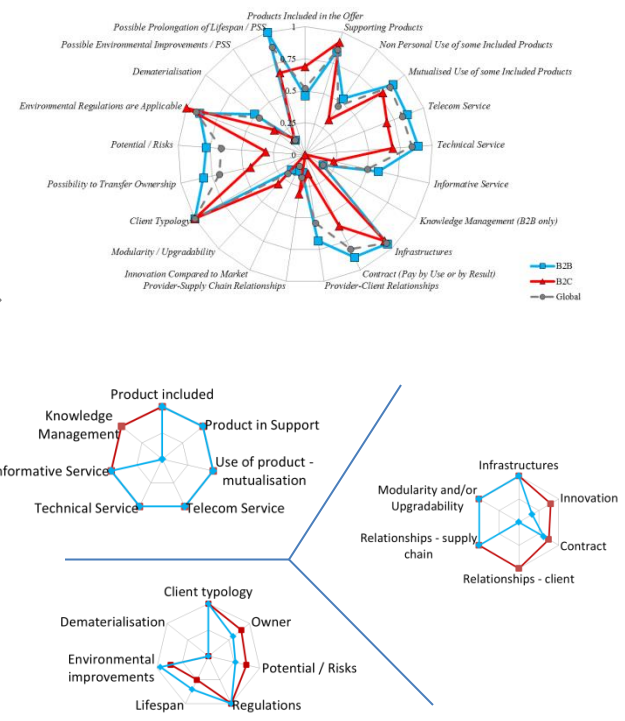 Products Included in the Offer
Possible Prolongation of Lifespan / PSS
Supporting Products
Possible Environmental Improvements / PSS
Non Personal Use of some Included Products
Dematerialisation
Mutualised Use of some Included Products
Environmental Regulations are Applicable
Telecom Service
Potential / Risks
Technical Service
Possibility to Transfer Ownership
Informative Service
Client Typology
Knowledge Management (B2B only)
Modularity / Upgradability
Infrastructures
Innovation Compared to Market
Contract (Pay by Use or by Result)
Provider-Supply Chain Relationships
Provider-Client Relationships
1
0.75
0.5
0.25
0
B2B
B2C
Global
Product included
Knowledge
Management
Product in Support
Informative Service
Use of product -
mutualisation
Technical Service
Telecom Service
Infrastructures
Modularity and/or
Upgradability
Innovation
Relationships - supply
chain
Contract
Relationships - client
Client typology
Dematerialisation
Owner
Environmental
improvements
Potential / Risks
Lifespan
Regulations